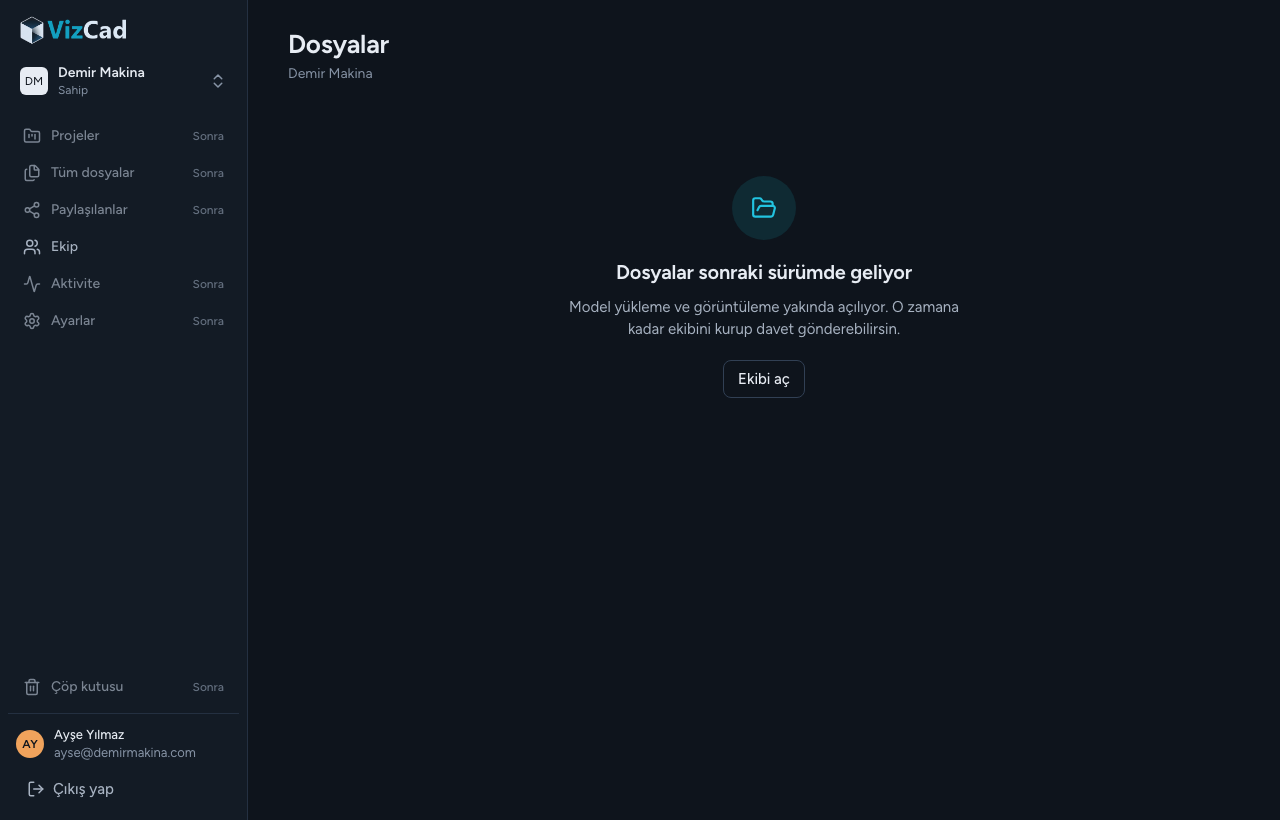 VizCad
DM
Demir Makina
Sahip
Projeler Sonra
Tüm dosyalar Sonra
Paylaşılanlar Sonra
Ekip
Aktivite Sonra
Ayarlar Sonra
Çöp kutusu Sonra
AY
Ayşe Yılmaz
ayse@demirmakina.com
Çıkış yap
Dosyalar
Demir Makina
Dosyalar sonraki sürümde geliyor
Model yükleme ve görüntüleme yakında açılıyor. O zamana
kadar ekibini kurup davet gönderebilirsin.
Ekibi aç